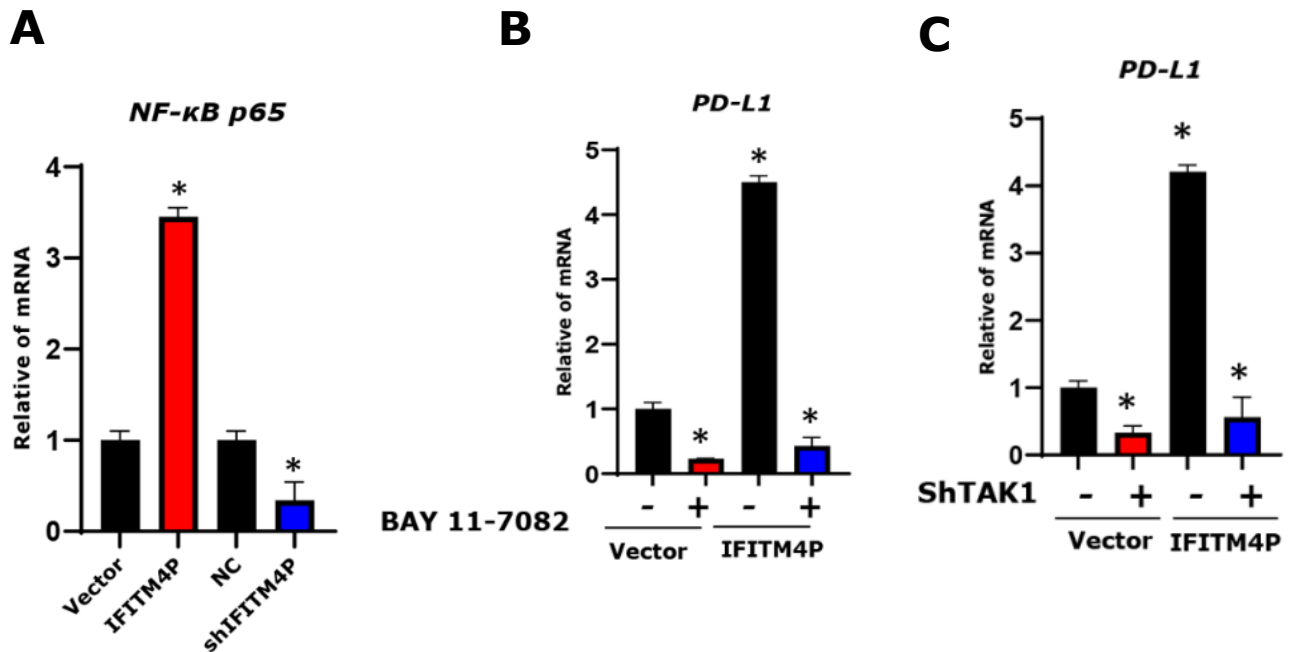 A
NF-κB p65
Relative of mRNA
4
3
2
1
0
*
*
Vector
IFITM4P
NC
shIFITM4P
B
PD-L1
Relative of mRNA
5
4
3
2
1
0
*
*
*
BAY 11-7082 - + - +
Vector IFITM4P
C
PD-L1
Relative of mRNA
5
4
3
2
1
0
*
*
*
ShTAK1 - + - +
Vector IFITM4P